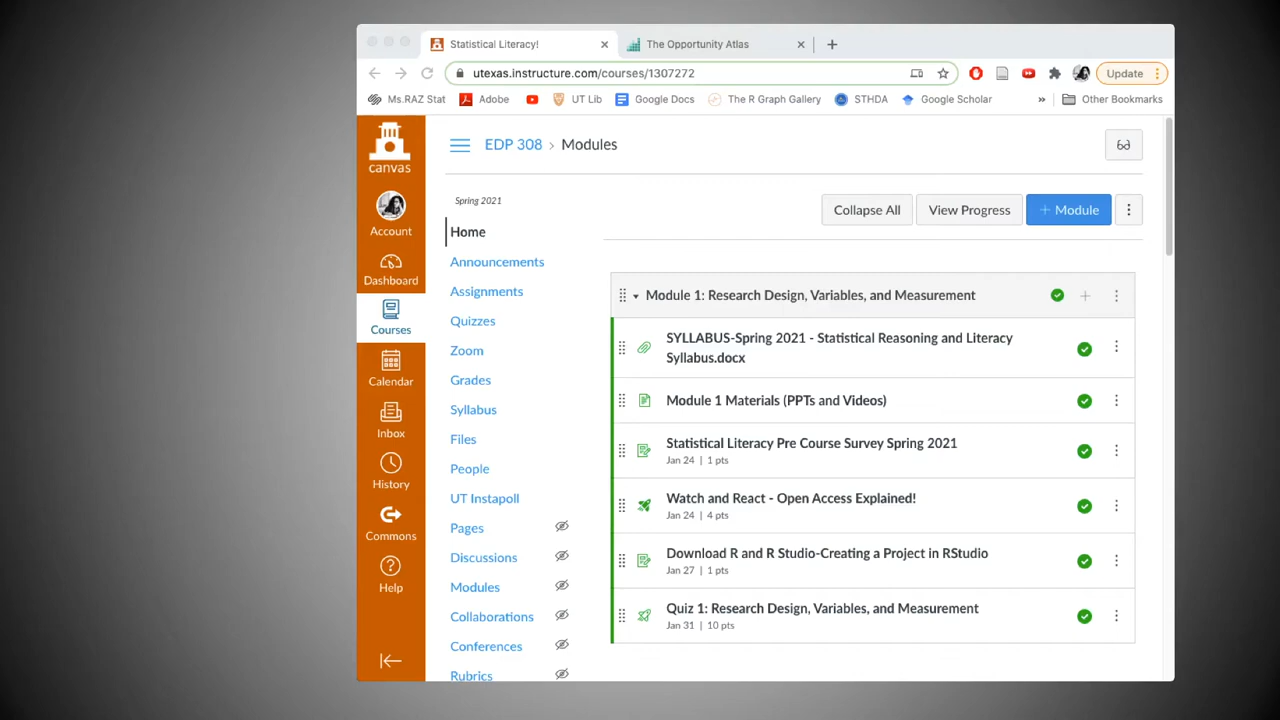 Statistical Literacy!
The Opportunity Atlas
utexas.instructure.com/courses/1307272
Update
Ms.RAZ Stat
Adobe
UT Lib
Google Docs
The R Graph Gallery
STHDA
Google Scholar
»
Other Bookmarks
canvas
Account
Dashboard
Courses
Calendar
Inbox
History
Commons
Help
EDP 308 › Modules
Spring 2021
Home
Announcements
Assignments
Quizzes
Zoom
Grades
Syllabus
Files
People
UT Instapoll
Pages
Discussions
Modules
Collaborations
Conferences
Rubrics
Collapse All
View Progress
+ Module
Module 1: Research Design, Variables, and Measurement
SYLLABUS-Spring 2021 - Statistical Reasoning and Literacy
Syllabus.docx
Module 1 Materials (PPTs and Videos)
Statistical Literacy Pre Course Survey Spring 2021
Jan 24 | 1 pts
Watch and React - Open Access Explained!
Jan 24 | 4 pts
Download R and R Studio-Creating a Project in RStudio
Jan 27 | 1 pts
Quiz 1: Research Design, Variables, and Measurement
Jan 31 | 10 pts